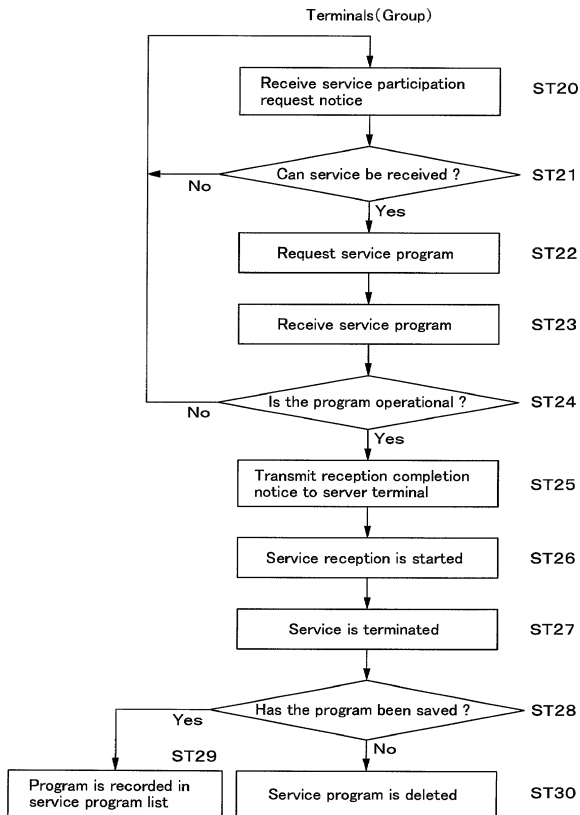 Terminals(Group)
Receive service participation
request notice
ST20
Can service be received ?
ST21
No
Yes
Request service program
ST22
Receive service program
ST23
Is the program operational ?
ST24
No
Yes
Transmit reception completion
notice to server terminal
ST25
Service reception is started
ST26
Service is terminated
ST27
Has the program been saved ?
ST28
Yes
No
ST29
Program is recorded in
service program list
Service program is deleted
ST30